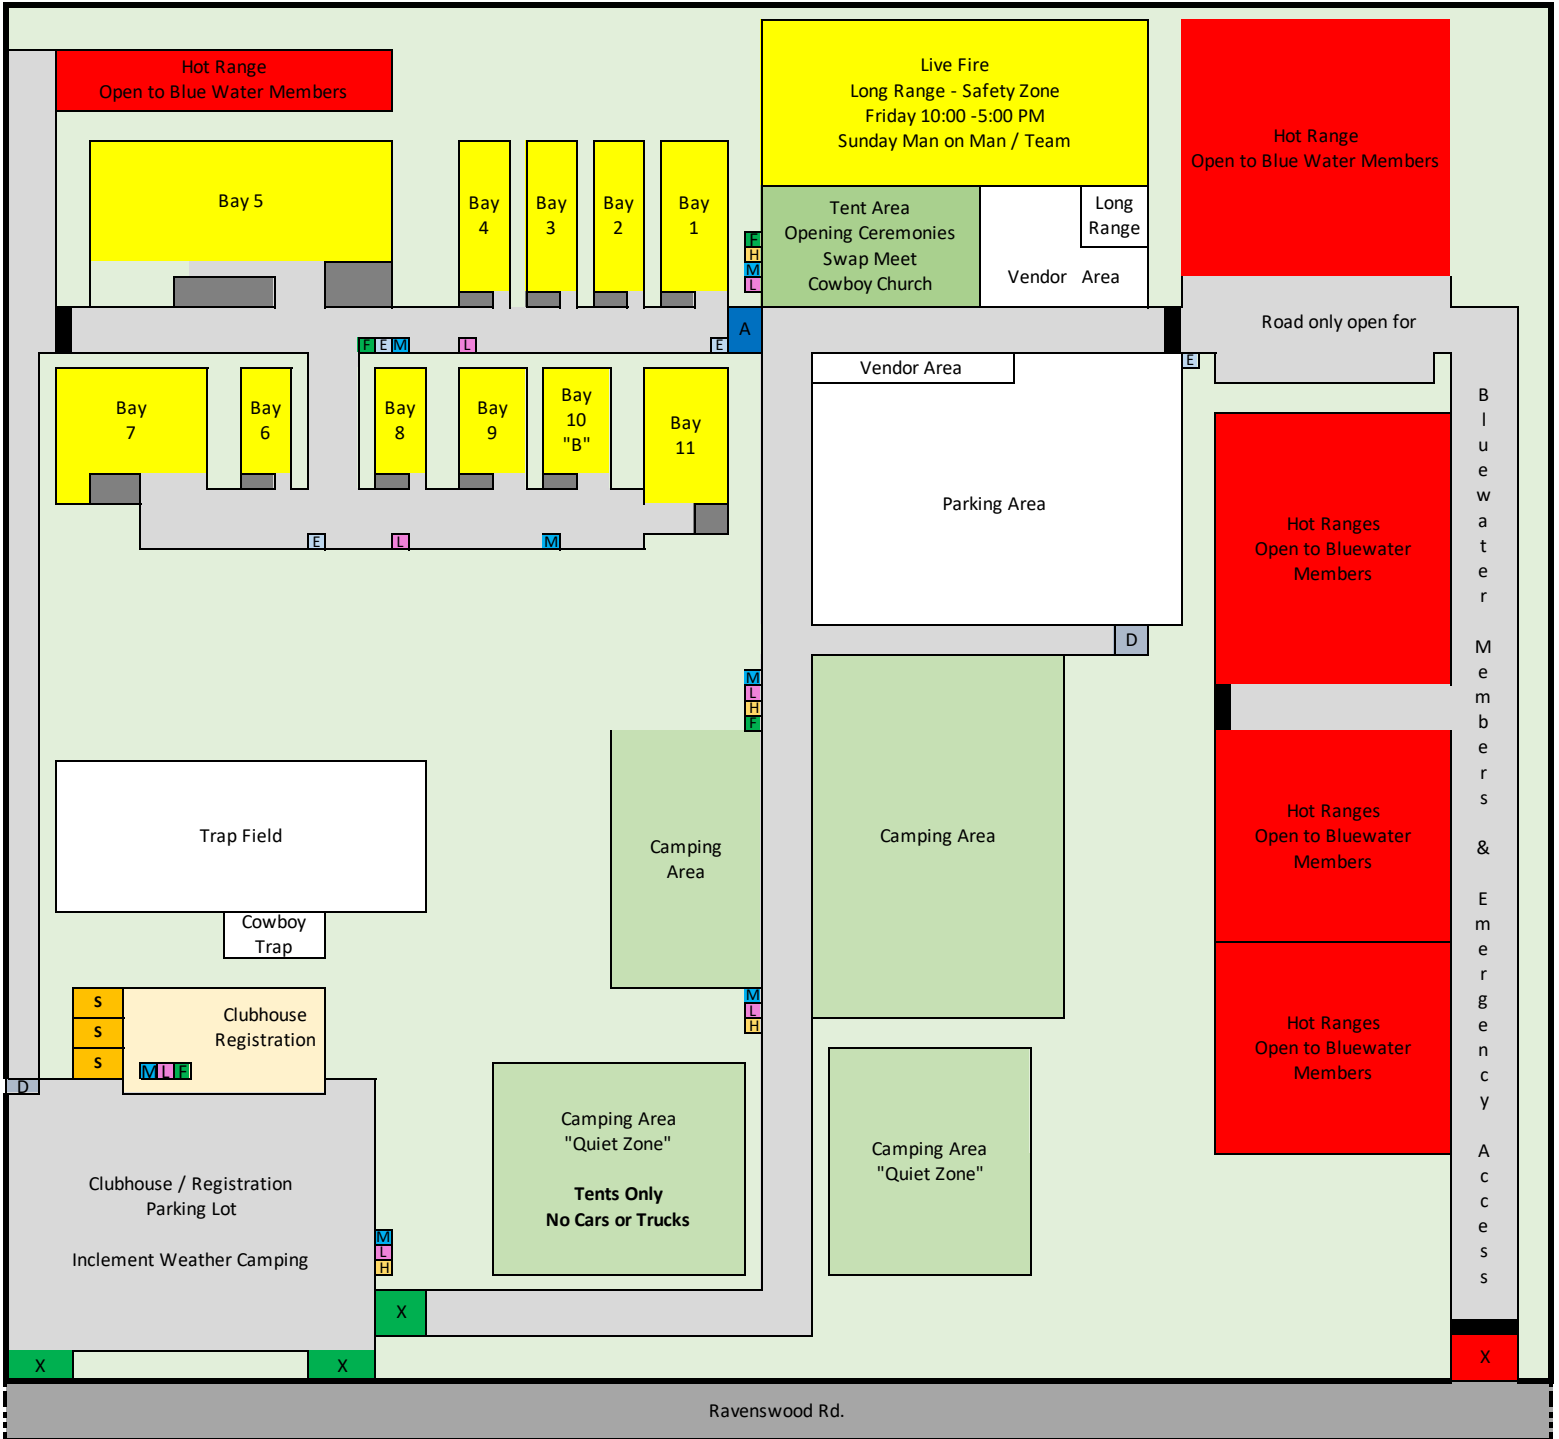 Hot Range
Open to Blue Water Members
Live Fire
Long Range - Safety Zone
Friday 10:00 -5:00 PM
Sunday Man on Man / Team
Hot Range
Open to Blue Water Members
Bay 5
Bay
4
Bay
3
Bay
2
Bay
1
F
H
M
L
Tent Area
Opening Ceremonies
Swap Meet
Cowboy Church
Long
Range
Vendor Area
A
Road only open for
F
E
M
L
E
E
Vendor Area
Bay
7
Bay
6
Bay
8
Bay
9
Bay
10
"B"
Bay
11
Parking Area
E
L
M
Hot Ranges
Open to Bluewater
Members
Bluewater Members & Emergency Access
D
M
L
H
F
Trap Field
Cowboy
Trap
Camping
Area
Camping Area
Hot Ranges
Open to Bluewater
Members
S
S
S
Clubhouse
Registration
M
L
F
M
L
H
Hot Ranges
Open to Bluewater
Members
D
Camping Area
"Quiet Zone"
Tents Only
No Cars or Trucks
Camping Area
"Quiet Zone"
Clubhouse / Registration
Parking Lot
Inclement Weather Camping
M
L
H
X
X
X
X
Ravenswood Rd.